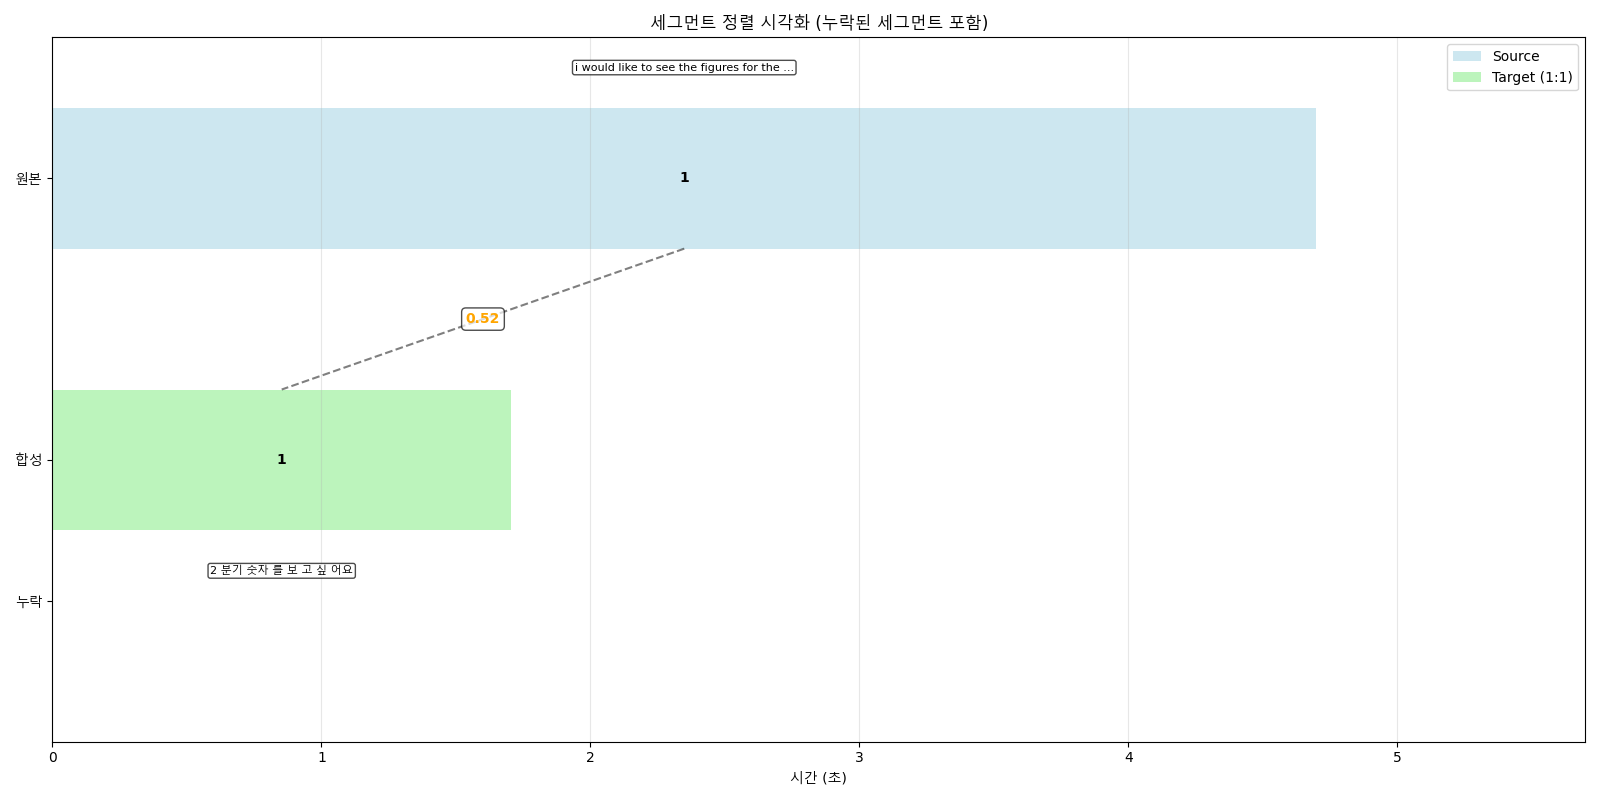 세그먼트 정렬 시각화 (누락된 세그먼트 포함)
i would like to see the figures for the ...
Source
Target (1:1)
원본
1
0.52
합성
1
2 분기 숫자 를 보 고 싶 어요
누락
0 1 2 3 4 5
시간 (초)